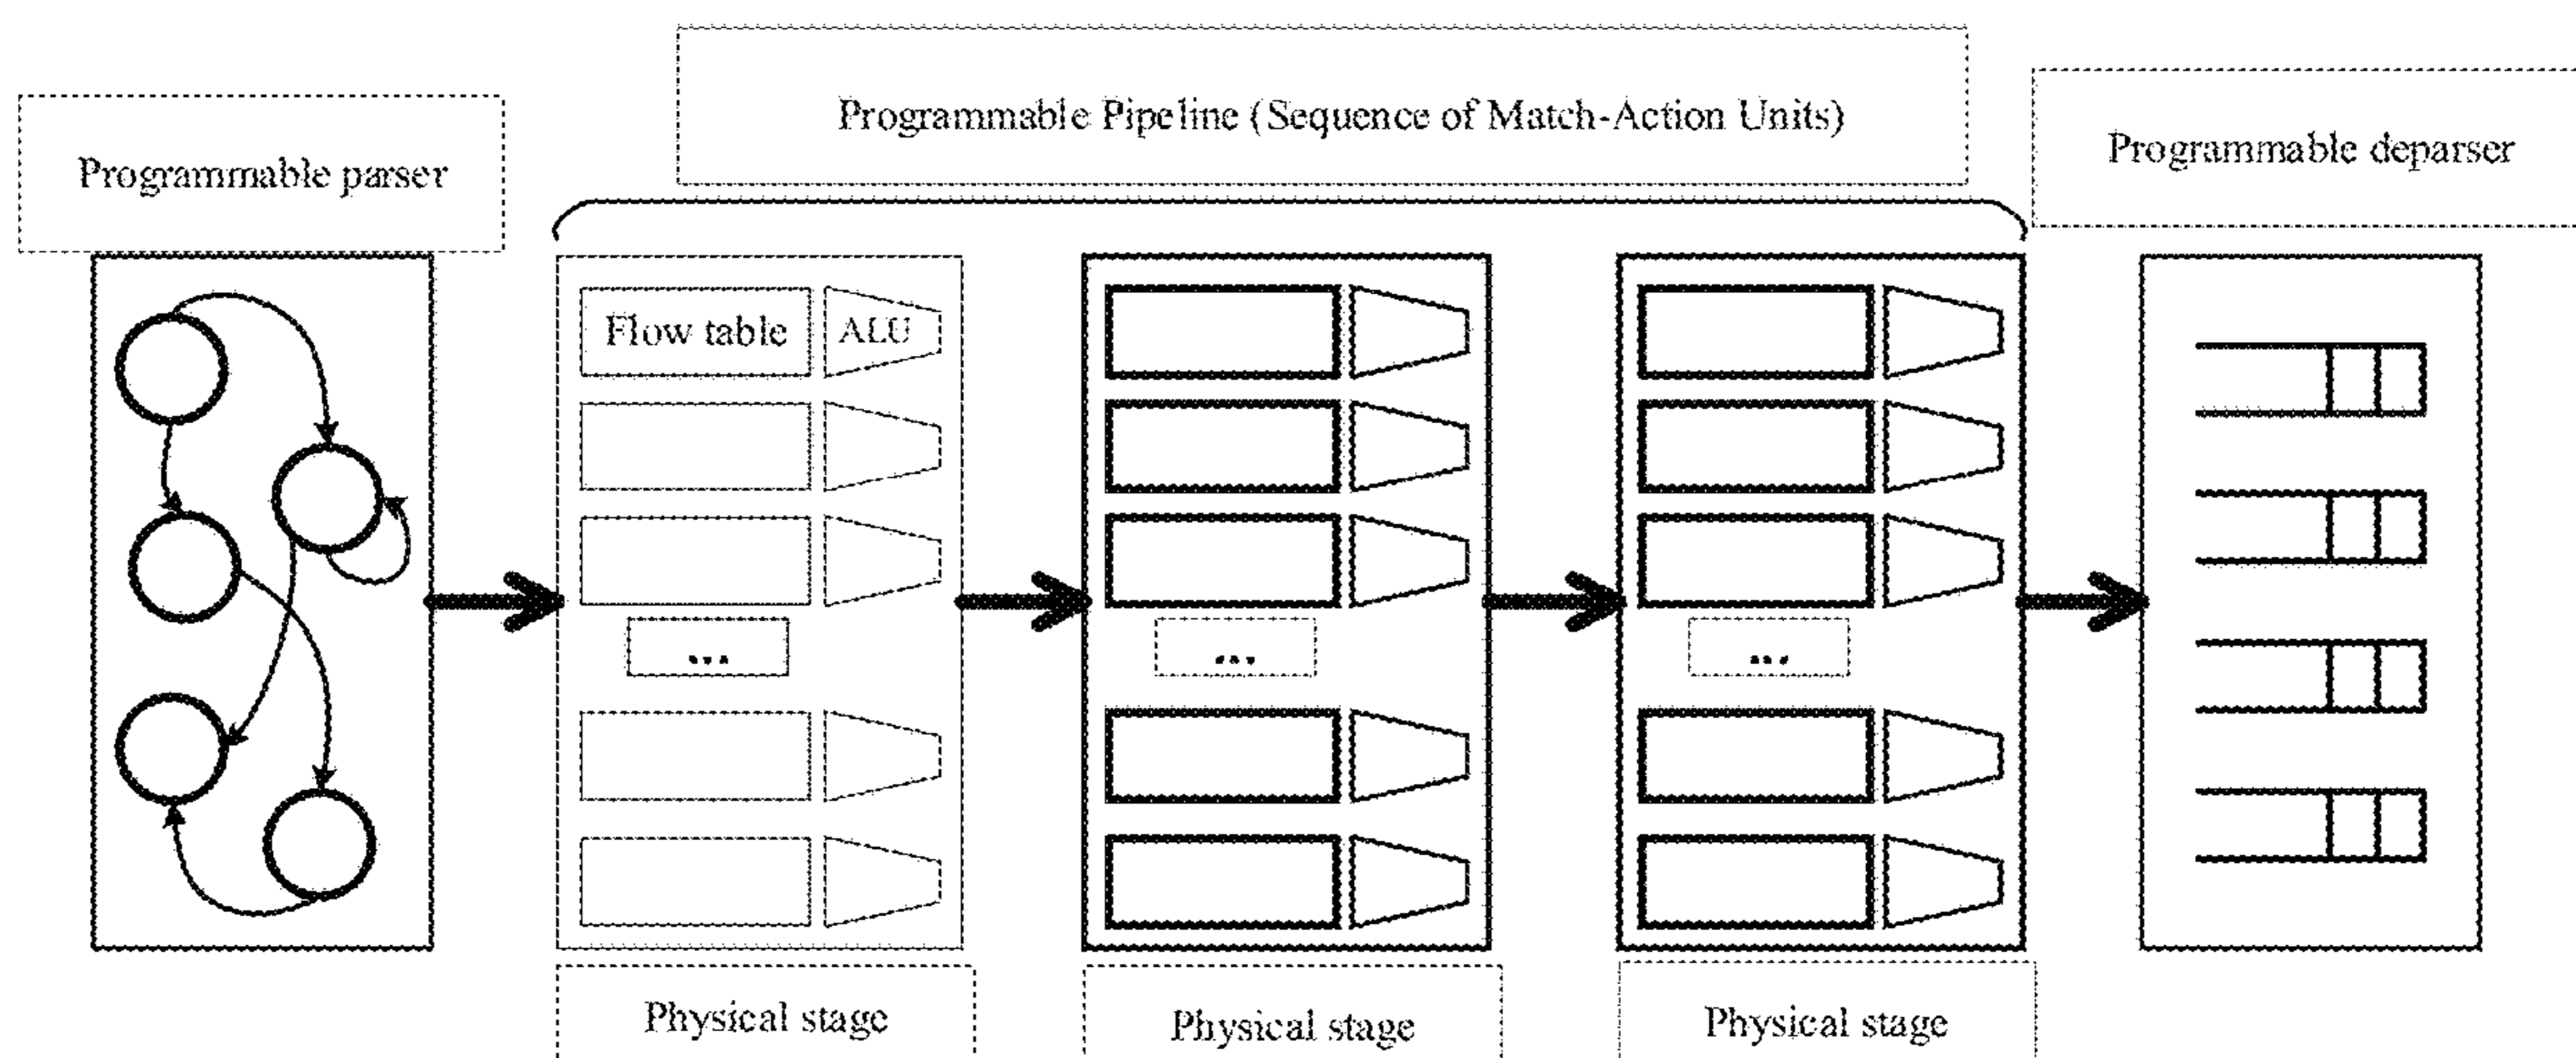 Programmable Pipeline (Sequence of Match-Action Units)
Programmable parser
Programmable deparser
Flow table
ALU
...
...
...
Physical stage
Physical stage
Physical stage